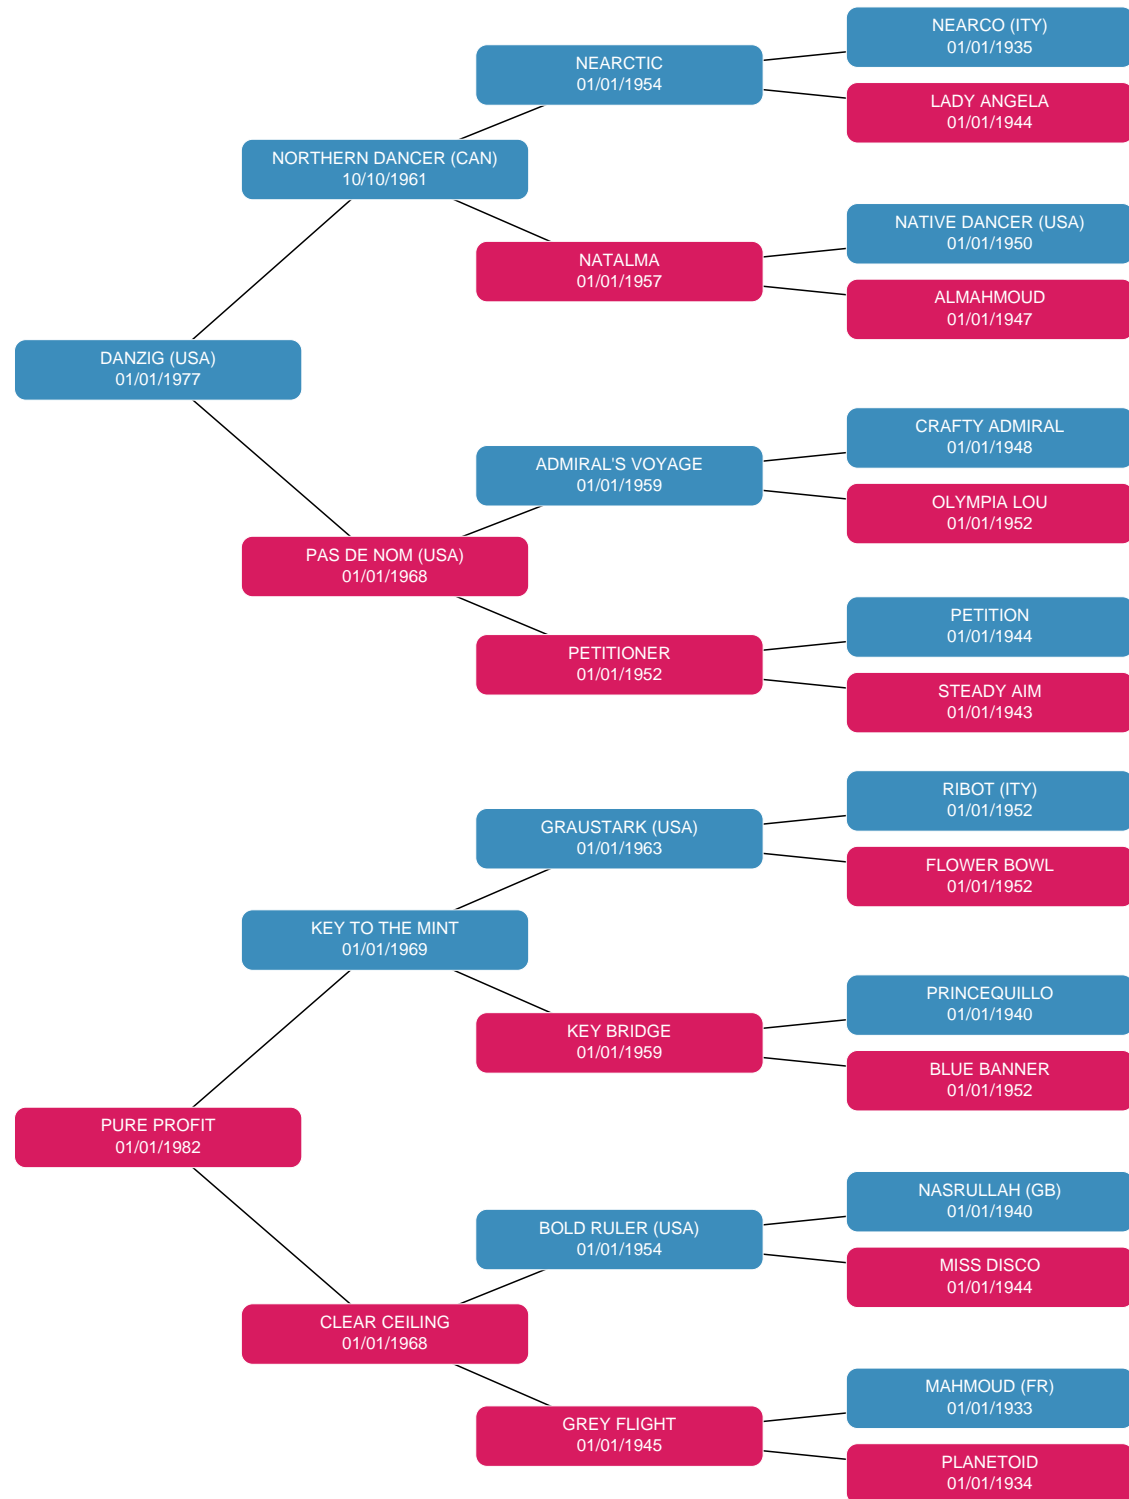 NEARCO (ITY)
01/01/1935
NEARCTIC
01/01/1954
LADY ANGELA
01/01/1944
NORTHERN DANCER (CAN)
10/10/1961
NATIVE DANCER (USA)
01/01/1950
NATALMA
01/01/1957
ALMAHMOUD
01/01/1947
DANZIG (USA)
01/01/1977
CRAFTY ADMIRAL
01/01/1948
ADMIRAL'S VOYAGE
01/01/1959
OLYMPIA LOU
01/01/1952
PAS DE NOM (USA)
01/01/1968
PETITION
01/01/1944
PETITIONER
01/01/1952
STEADY AIM
01/01/1943
RIBOT (ITY)
01/01/1952
GRAUSTARK (USA)
01/01/1963
FLOWER BOWL
01/01/1952
KEY TO THE MINT
01/01/1969
PRINCEQUILLO
01/01/1940
KEY BRIDGE
01/01/1959
BLUE BANNER
01/01/1952
PURE PROFIT
01/01/1982
NASRULLAH (GB)
01/01/1940
BOLD RULER (USA)
01/01/1954
MISS DISCO
01/01/1944
CLEAR CEILING
01/01/1968
MAHMOUD (FR)
01/01/1933
GREY FLIGHT
01/01/1945
PLANETOID
01/01/1934